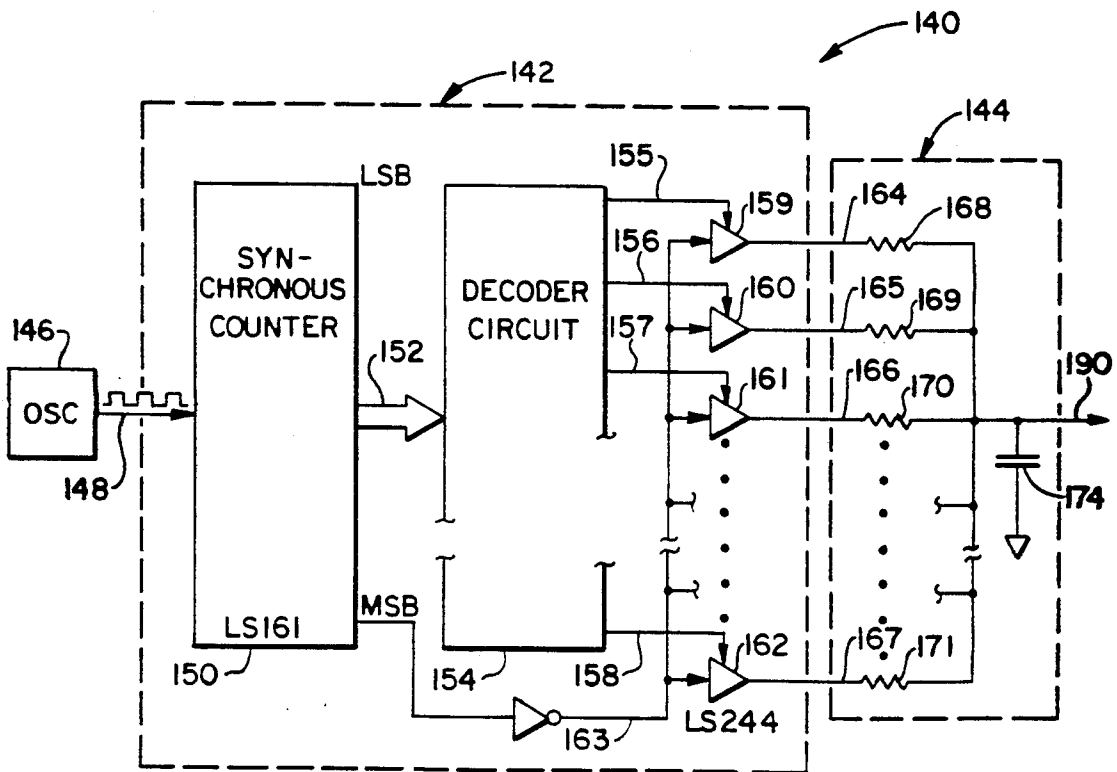 140
142
144
LSB
155
159
164
168
SYN-
CHRONOUS
COUNTER
DECODER
CIRCUIT
156
160
165
169
146
152
157
161
166
170
190
OSC
148
174
MSB
LS161
150
154
158
162
167
171
163
LS244